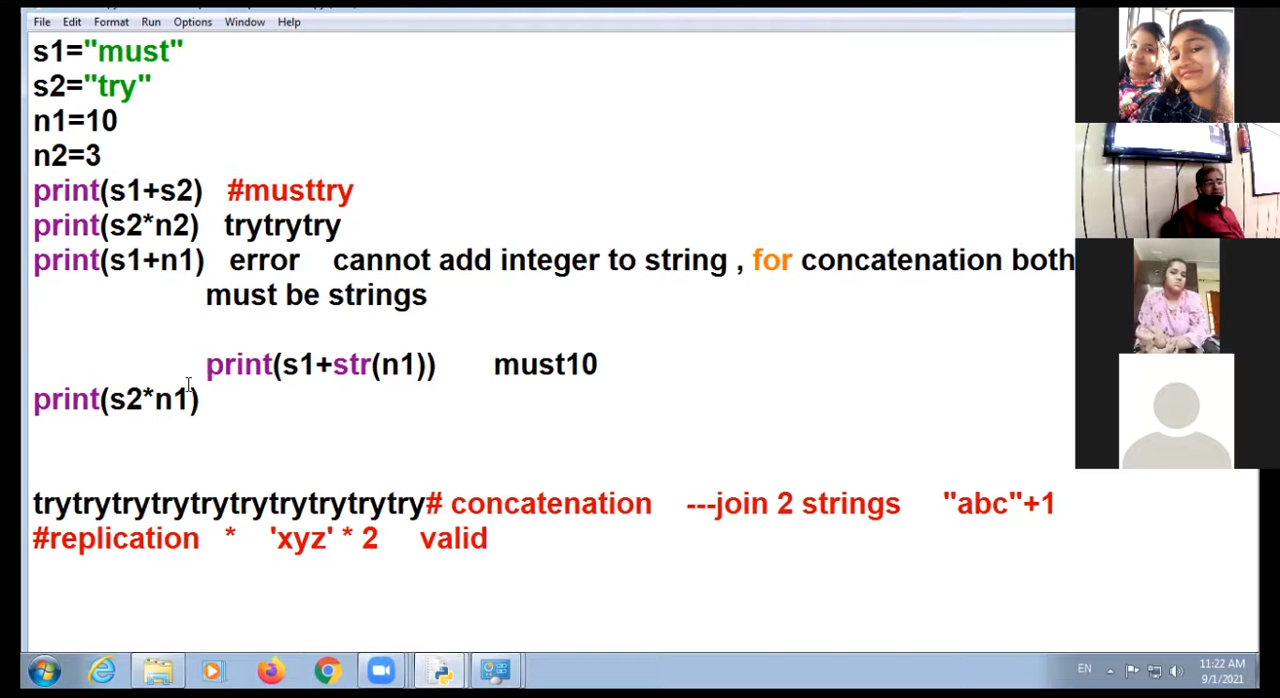 File Edit Format Run Options Window Help
s1="must"
s2="try"
n1=10
n2=3
print(s1+s2) #musttry
print(s2*n2) trytrytry
print(s1+n1) error cannot add integer to string , for concatenation both
must be strings
print(s1+str(n1)) must10
print(s2*n1)
trytrytrytrytrytrytrytrytrytry# concatenation ---join 2 strings "abc"+1
#replication * 'xyz' * 2 valid
EN
11:22 AM
9/1/2021